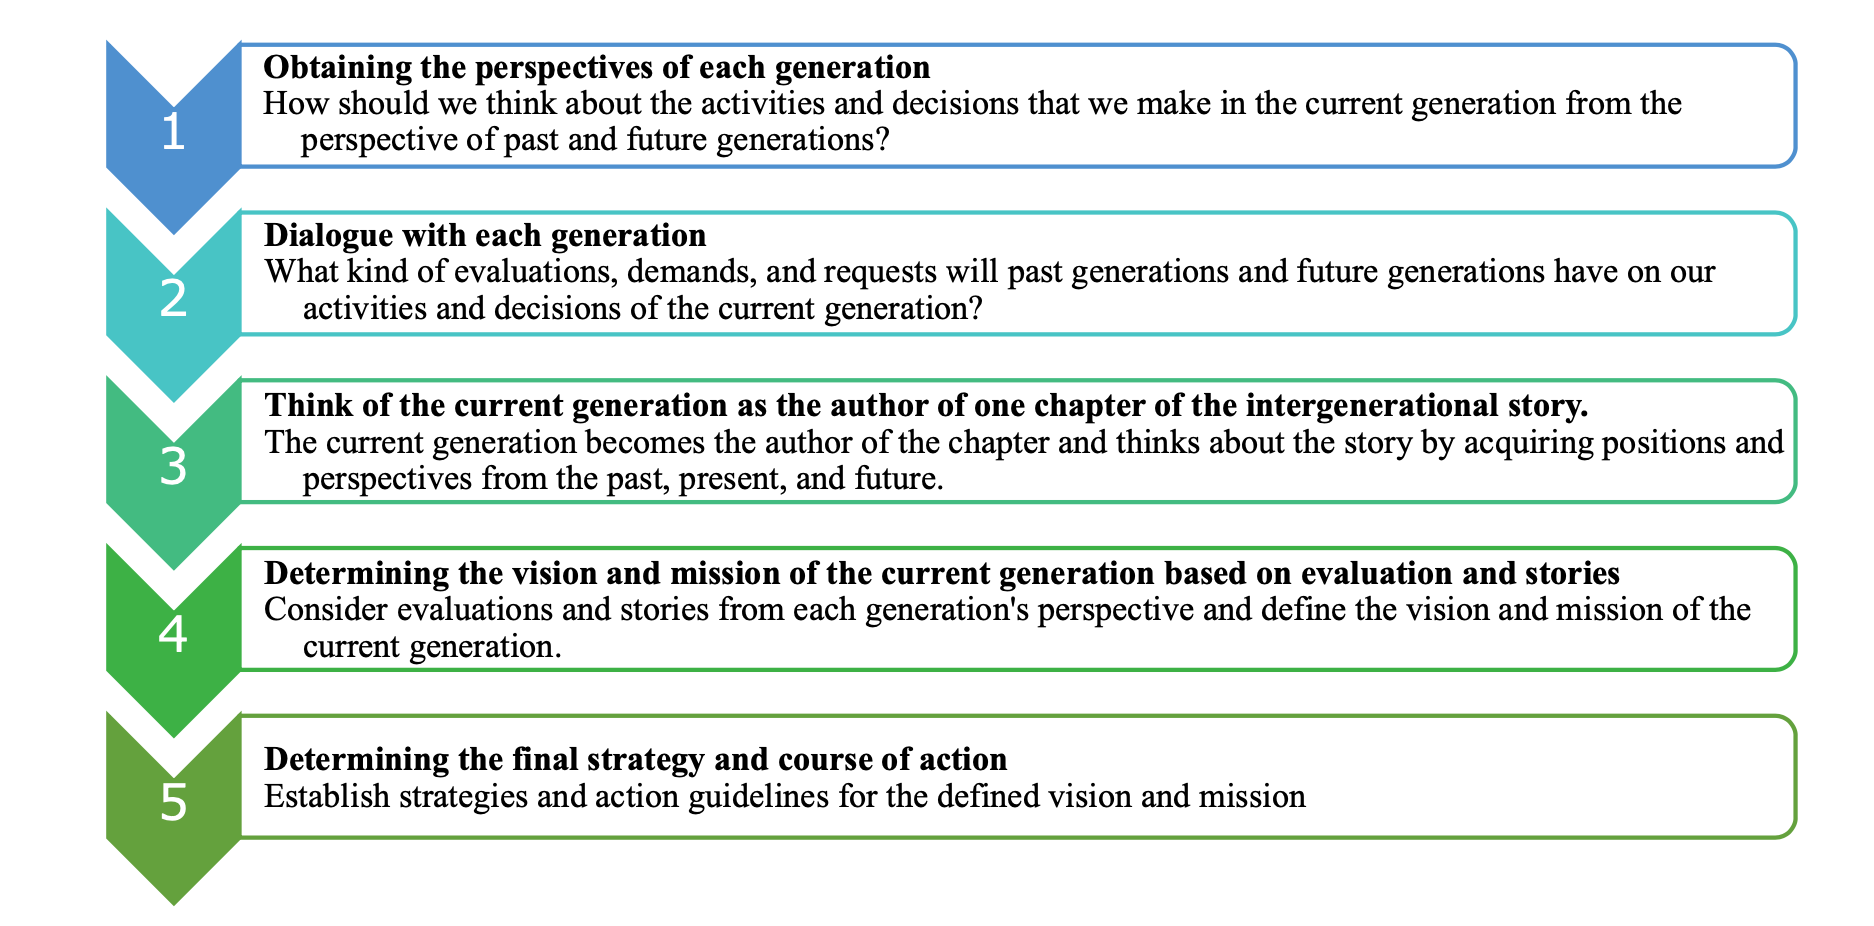 1
Obtaining the perspectives of each generation
How should we think about the activities and decisions that we make in the current generation from the
perspective of past and future generations?
2
Dialogue with each generation
What kind of evaluations, demands, and requests will past generations and future generations have on our
activities and decisions of the current generation?
3
Think of the current generation as the author of one chapter of the intergenerational story.
The current generation becomes the author of the chapter and thinks about the story by acquiring positions and
perspectives from the past, present, and future.
4
Determining the vision and mission of the current generation based on evaluation and stories
Consider evaluations and stories from each generation's perspective and define the vision and mission of the
current generation.
5
Determining the final strategy and course of action
Establish strategies and action guidelines for the defined vision and mission